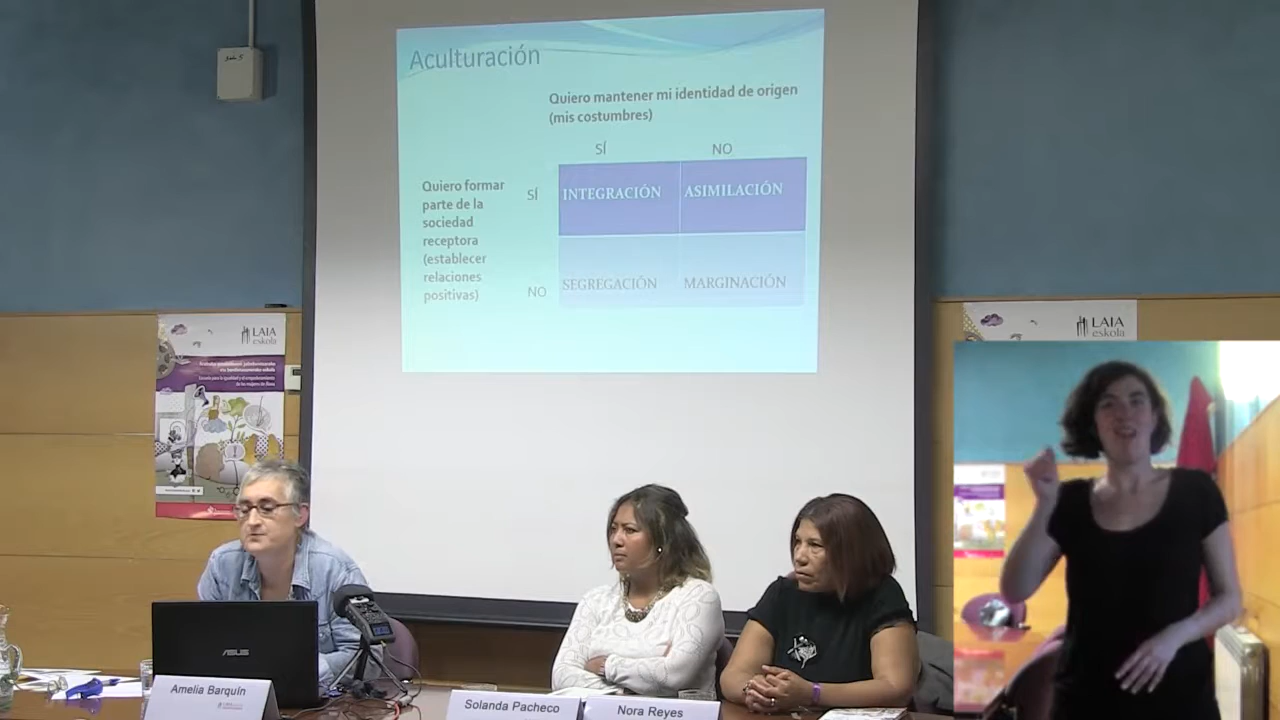 Aculturación
Quiero mantener mi identidad de origen
(mis costumbres)
SÍ
NO
Quiero formar
parte de la
sociedad
receptora
(establecer
relaciones
positivas)
SÍ
INTEGRACIÓN
ASIMILACIÓN
NO
SEGREGACIÓN
MARGINACIÓN
LAIA
eskola
LAIA
eskola
ASUS
Amelia Barquín
Solanda Pacheco
Nora Reyes